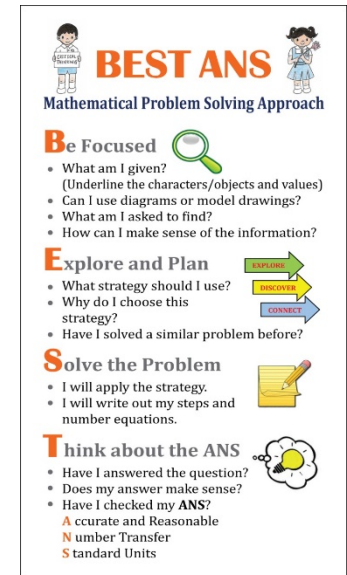 BEST ANS
Mathematical Problem Solving Approach
Be Focused
• What am I given?
(Underline the characters/objects and values)
• Can I use diagrams or model drawings?
• What am I asked to find?
• How can I make sense of the information?
Explore and Plan
EXPLORE
• What strategy should I use?
DISCOVER
• Why do I choose this
strategy?
CONNECT
• Have I solved a similar problem before?
Solve the Problem
• I will apply the strategy.
• I will write out my steps and
number equations.
Think about the ANS
• Have I answered the question?
• Does my answer make sense?
• Have I checked my ANS?
A ccurate and Reasonable
N umber Transfer
S tandard Units